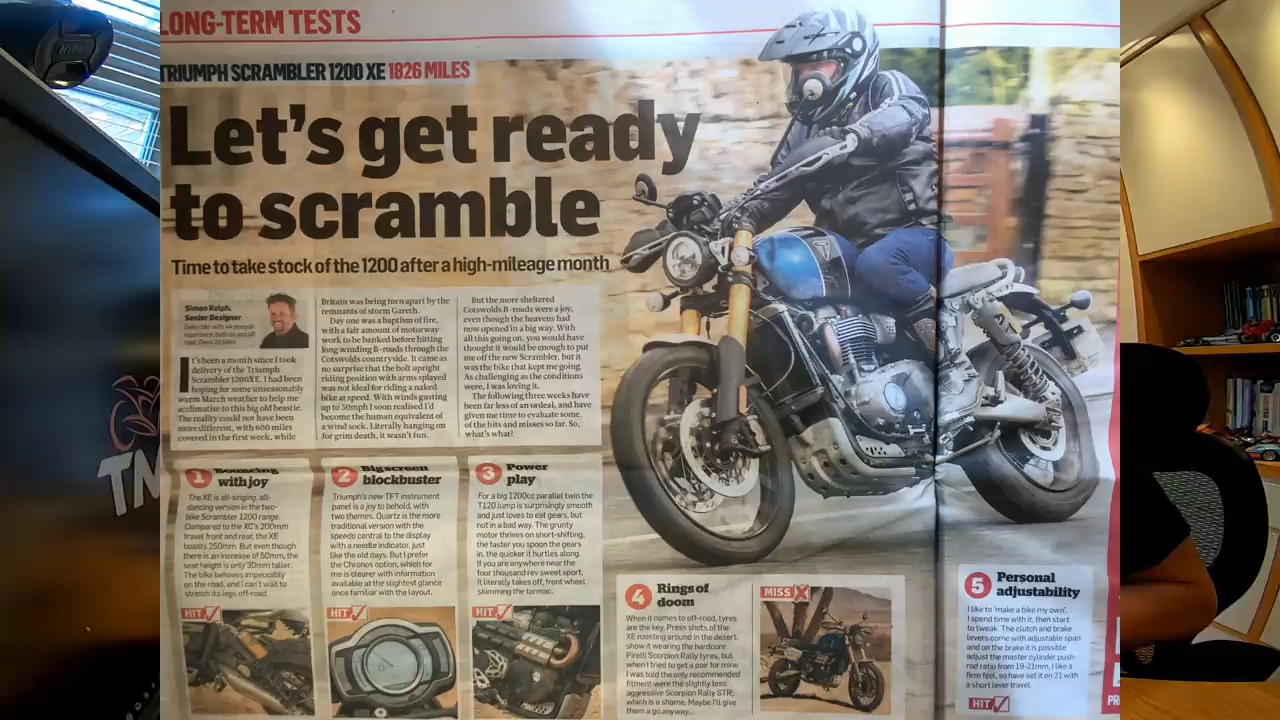 LONG-TERM TESTS
TRIUMPH SCRAMBLER 1200 XE 1826 MILES
Let's get ready
to scramble
Time to take stock of the 1200 after a high-mileage month
Simon Relph,
Senior Designer
It's been a month since I took
delivery of the Triumph
Scrambler 1200XE. I had been
hoping for some unseasonably
warm March weather to help me
acclimatise to this big old beastie.
The reality could not have been
more different, with 600 miles
covered in the first week, while
Britain was being torn apart by the
remnants of storm Gareth.
Day one was a baptism of fire,
with a fair amount of motorway
work to be banked before hitting
long winding B-roads through the
Cotswolds countryside. It came as
no surprise that the bolt upright
riding position with arms splayed
was not ideal for riding a naked
bike at speed. With winds gusting
up to 50mph I soon realised I'd
become the human equivalent of
a wind sock. Literally hanging on
for grim death, it wasn't fun.
But the more sheltered
Cotswolds B-roads were a joy,
even though the heavens had
now opened in a big way. With
all this going on, you would have
thought it would be enough to put
me off the new Scrambler, but it
was the bike that kept me going.
As challenging as the conditions
were, I was loving it.
The following three weeks have
been far less of an ordeal, and have
given me time to evaluate some
of the hits and misses so far. So,
what's what?
1 Bouncing
with joy
The XE is all-singing, all-
dancing version in the two-
bike Scrambler 1200 range.
Compared to the XC's 200mm
travel front and rear, the XE
boasts 250mm. But even though
there is an increase of 50mm, the
seat height is only 30mm taller.
The bike behaves impeccably
on the road, and I can't wait to
stretch its legs off-road.
HIT
2 Big screen
blockbuster
Triumph's new TFT instrument
panel is a joy to behold, with
two themes. Quartz is the more
traditional version with the
speedo central to the display
with a needle indicator, just
like the old days. But I prefer
the Chronos option, which for
me is clearer with information
available at the slightest glance
once familiar with the layout.
HIT
3 Power
play
For a big 1200cc parallel twin the
T120 lump is surprisingly smooth
and just loves to eat gears, but
not in a bad way. The grunty
motor thrives on short-shifting,
the faster you spoon the gears
in, the quicker it hurtles along.
If you are anywhere near the
four thousand rev sweet sport,
it literally takes off, front wheel
skimming the tarmac.
HIT
4 Rings of
doom
When it comes to off-road, tyres
are the key. Press shots of the
XE roosting around in the desert,
show it wearing the hardcore
Pirelli Scorpion Rally tyres, but
when I tried to get a pair for mine
I was told the only recommended
fitment were the slightly less
aggressive Scorpion Rally STR,
which is a shame. Maybe I'll give
them a go anyway...
MISS X
5 Personal
adjustability
I like to 'make a bike my own'.
I spend time with it, then start
to tweak. The clutch and brake
levers come with adjustable span
and on the brake it is possible
adjust the master cylinder push-
rod ratio from 19-21mm, I like a
firm feel, so have set it on 21 with
a short lever travel.
HIT
PR
TM